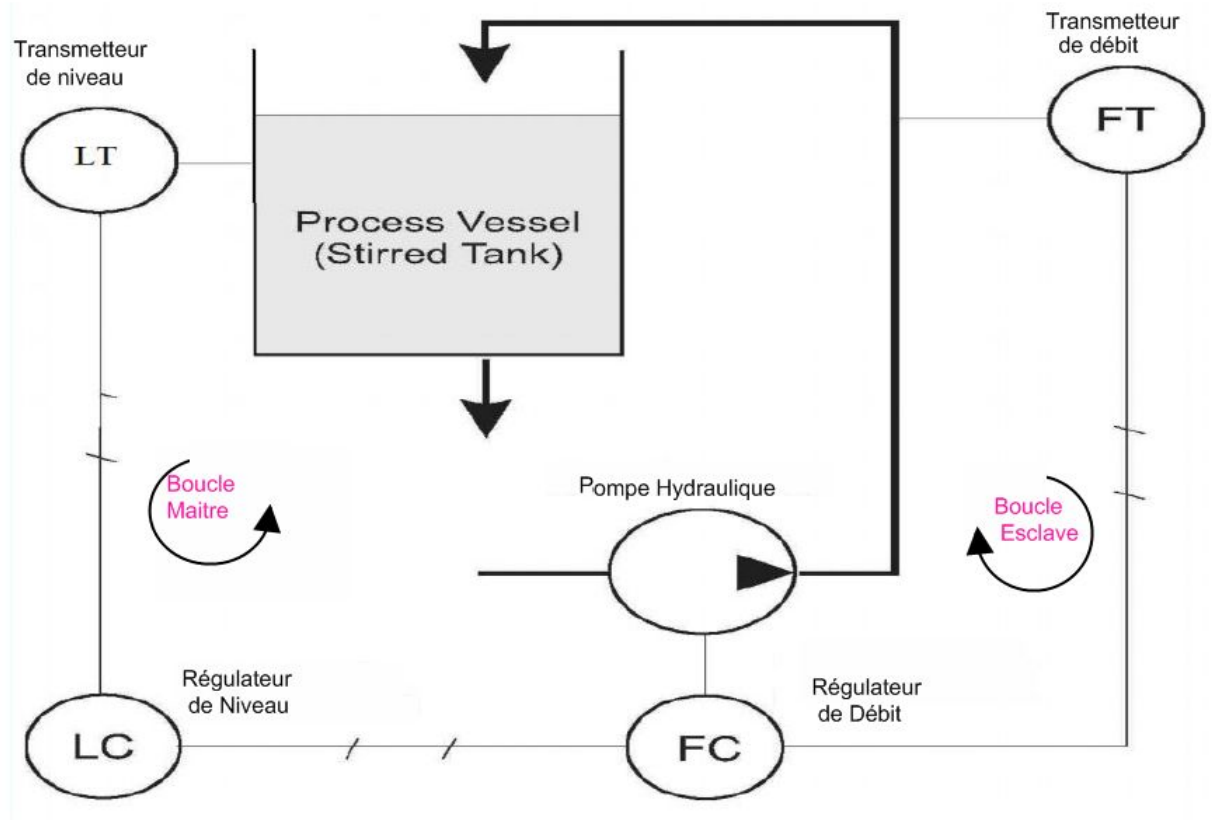 Transmetteur
de niveau
LT
Process Vessel
(Stirred Tank)
Transmetteur
de débit
FT
Boucle
Maitre
Pompe Hydraulique
Boucle
Esclave
Régulateur
de Niveau
LC
Régulateur
de Débit
FC